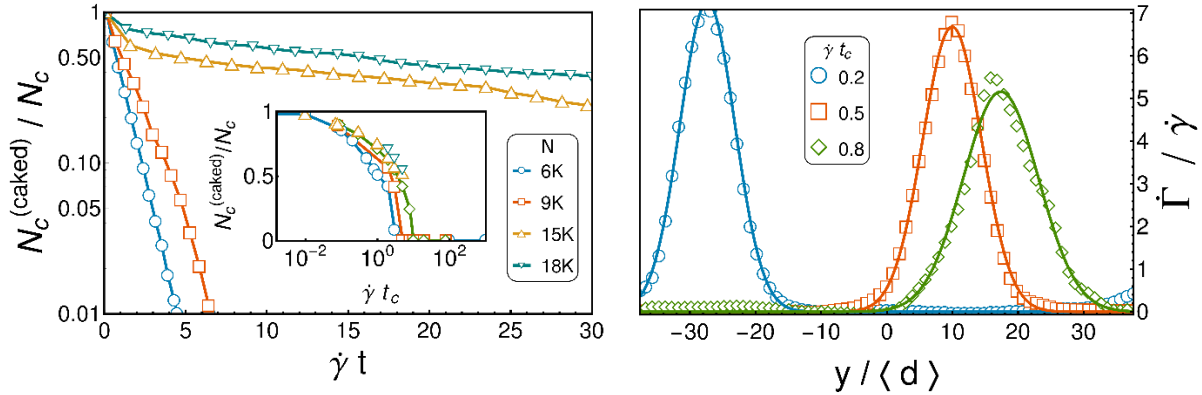 N_c^(caked) / N_c
1
0.50
0.10
0.05
0.01
0 5 10 15 20 25 30
γ̇ t
N_c^(caked) / N_c
1
0.5
0
10^−2 10^0 10^2
γ̇ t_c
N
6K
9K
15K
18K
γ̇ t_c
0.2
0.5
0.8
7
6
5
4
3
2
1
0
Γ̇ / γ̇
−30 −20 −10 0 10 20 30
y / ⟨ d ⟩